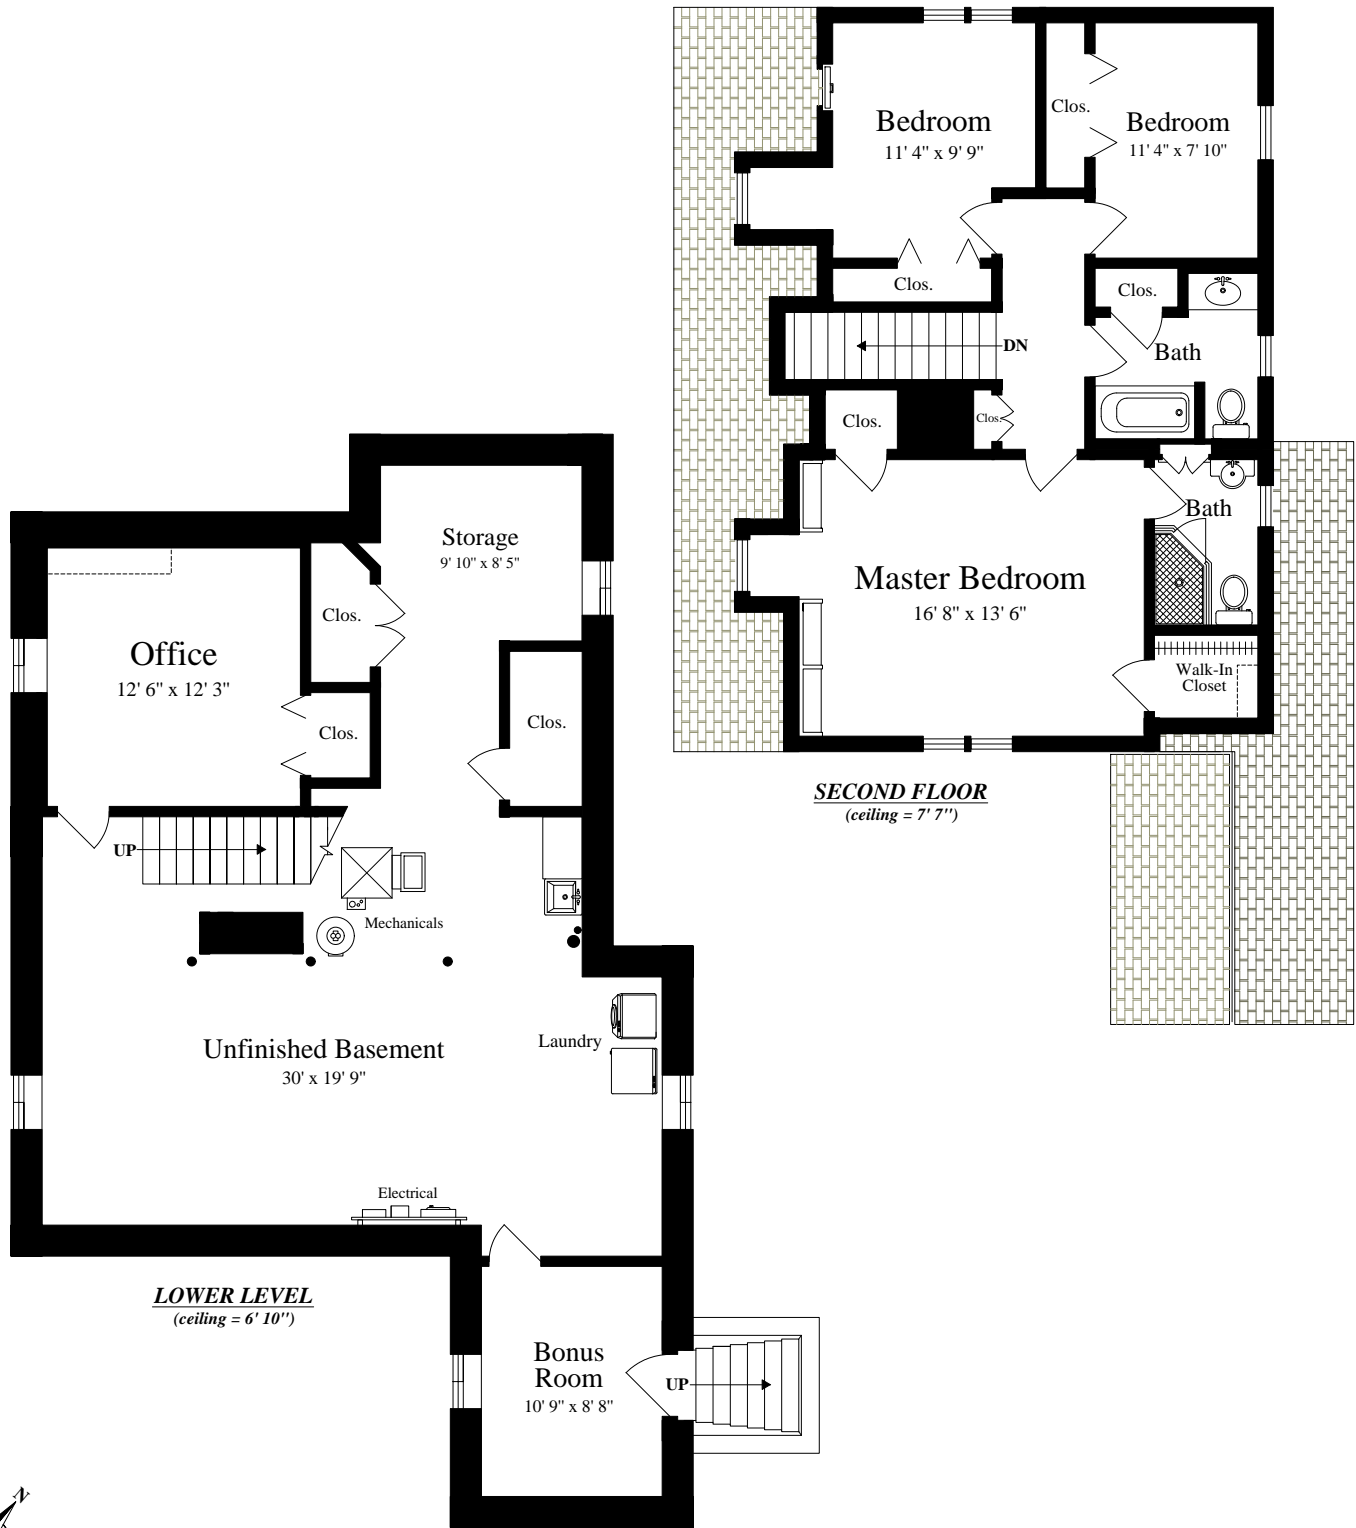 Bedroom
11' 4" x 9' 9"
Clos.
Bedroom
11' 4" x 7' 10"
Clos.
Clos.
DN
Bath
Clos.
Clos.
Bath
Master Bedroom
16' 8" x 13' 6"
Walk-In
Closet
SECOND FLOOR
(ceiling = 7' 7")
Storage
9' 10" x 8' 5"
Clos.
Office
12' 6" x 12' 3"
Clos.
Clos.
UP
Mechanicals
Laundry
Unfinished Basement
30' x 19' 9"
Electrical
LOWER LEVEL
(ceiling = 6' 10")
Bonus
Room
10' 9" x 8' 8"
UP
N